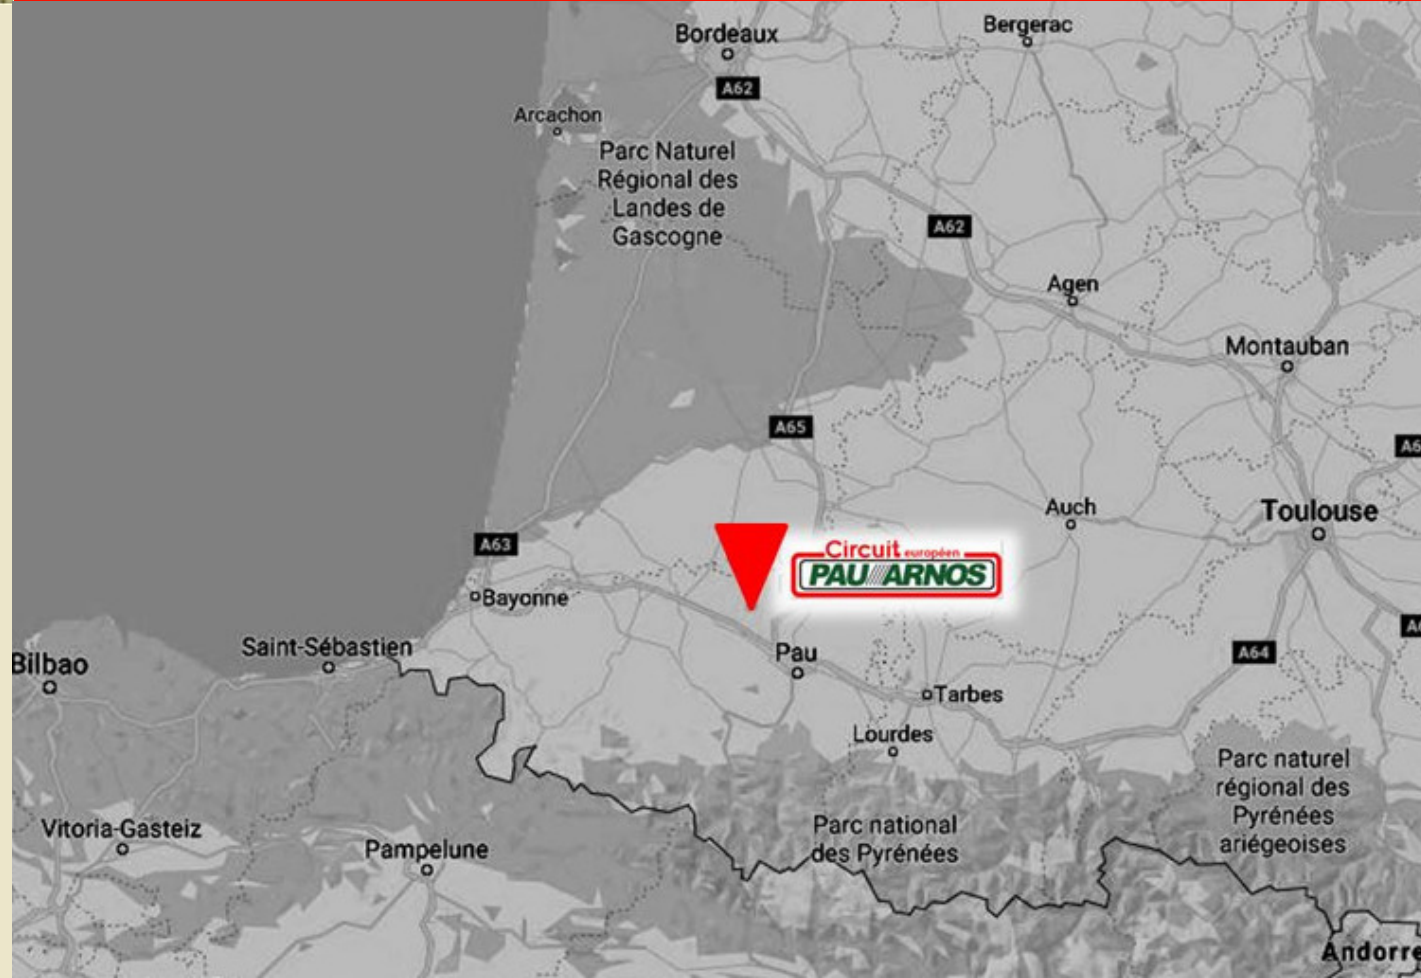 Bordeaux
Bergerac
A62
Arcachon
Parc Naturel
Régional des
Landes de
Gascogne
A62
Agen
Montauban
A65
A6
Auch
Toulouse
A63
Circuit européen
PAU ARNOS
Bayonne
Saint-Sébastien
Bilbao
Pau
A64
Tarbes
Lourdes
Parc naturel
régional des
Pyrénées
ariégeoises
Vitoria-Gasteiz
Pampelune
Parc national
des Pyrénées
Andorre